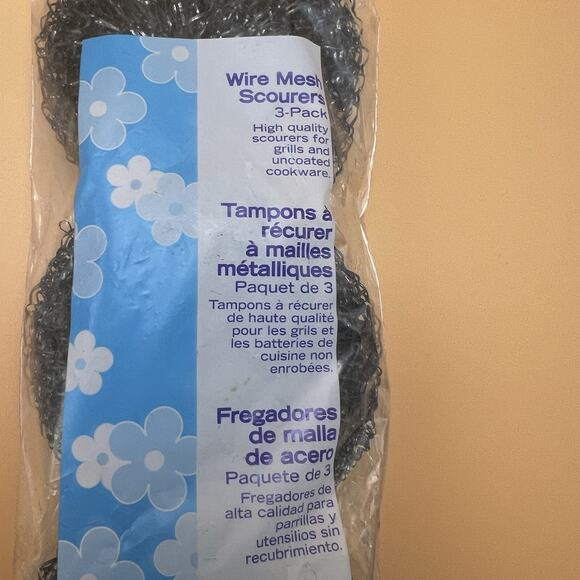 Wire Mesh
Scourers
3-Pack
High quality
scourers for
grills and
uncoated
cookware.
Tampons à
récurer
à mailles
métalliques
Paquet de 3
Tampons à récurer
de haute qualité
pour les grils et
les batteries de
cuisine non
enrobées.
Fregadores
de malla
de acero
Paquete de 3
Fregadores de
alta calidad para
parrillas y
utensilios sin
recubrimiento.